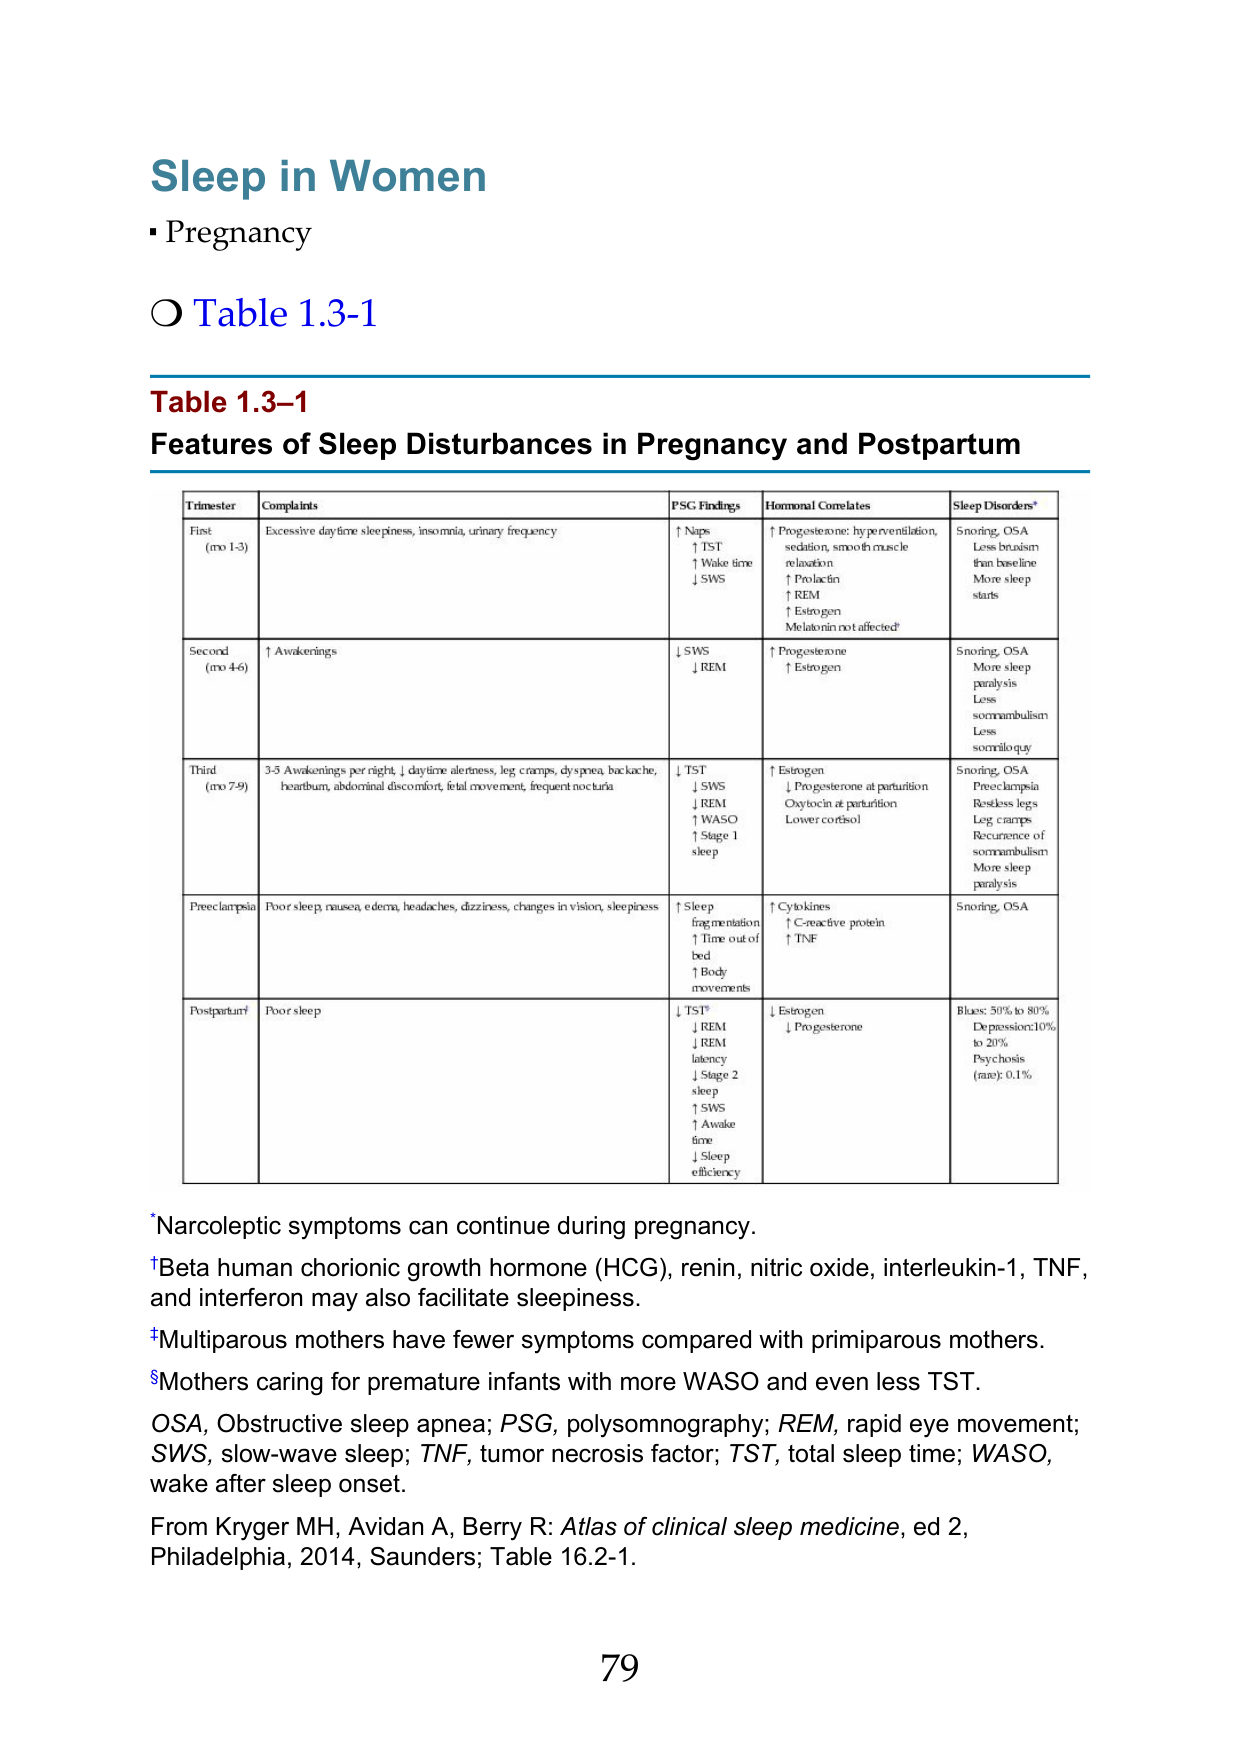 Sleep in Women
▪ Pregnancy
❍ Table 1.3-1
Table 1.3–1
Features of Sleep Disturbances in Pregnancy and Postpartum
Trimester Complaints PSG Findings Hormonal Correlates Sleep Disorders*
First
(mo 1-3)
Excessive daytime sleepiness, insomnia, urinary frequency
↑ Naps
↑ TST
↑ Wake time
↓ SWS
↑ Progesterone: hyperventilation,
sedation, smooth muscle
relaxation
↑ Prolactin
↑ REM
↑ Estrogen
Melatonin not affected†
Snoring, OSA
Less bruxism
than baseline
More sleep
starts
Second
(mo 4-6)
↑ Awakenings
↓ SWS
↓ REM
↑ Progesterone
↑ Estrogen
Snoring, OSA
More sleep
paralysis
Less
somnambulism
Less
somniloquy
Third
(mo 7-9)
3-5 Awakenings per night, ↓ daytime alertness, leg cramps, dyspnea, backache,
heartburn, abdominal discomfort, fetal movement, frequent nocturia
↓ TST
↓ SWS
↓ REM
↑ WASO
↑ Stage 1
sleep
↑ Estrogen
↓ Progesterone at parturition
Oxytocin at parturition
Lower cortisol
Snoring, OSA
Preeclampsia
Restless legs
Leg cramps
Recurrence of
somnambulism
More sleep
paralysis
Preeclampsia
Poor sleep, nausea, edema, headaches, dizziness, changes in vision, sleepiness
↑ Sleep
fragmentation
↑ Time out of
bed
↑ Body
movements
↑ Cytokines
↑ C-reactive protein
↑ TNF
Snoring, OSA
Postpartum‡
Poor sleep
↓ TST§
↓ REM
↓ REM
latency
↓ Stage 2
sleep
↑ SWS
↑ Awake
time
↓ Sleep
efficiency
↓ Estrogen
↓ Progesterone
Blues: 50% to 80%
Depression:10%
to 20%
Psychosis
(rare): 0.1%
*Narcoleptic symptoms can continue during pregnancy.
†Beta human chorionic growth hormone (HCG), renin, nitric oxide, interleukin-1, TNF,
and interferon may also facilitate sleepiness.
‡Multiparous mothers have fewer symptoms compared with primiparous mothers.
§Mothers caring for premature infants with more WASO and even less TST.
OSA, Obstructive sleep apnea; PSG, polysomnography; REM, rapid eye movement;
SWS, slow-wave sleep; TNF, tumor necrosis factor; TST, total sleep time; WASO,
wake after sleep onset.
From Kryger MH, Avidan A, Berry R: Atlas of clinical sleep medicine, ed 2,
Philadelphia, 2014, Saunders; Table 16.2-1.
79